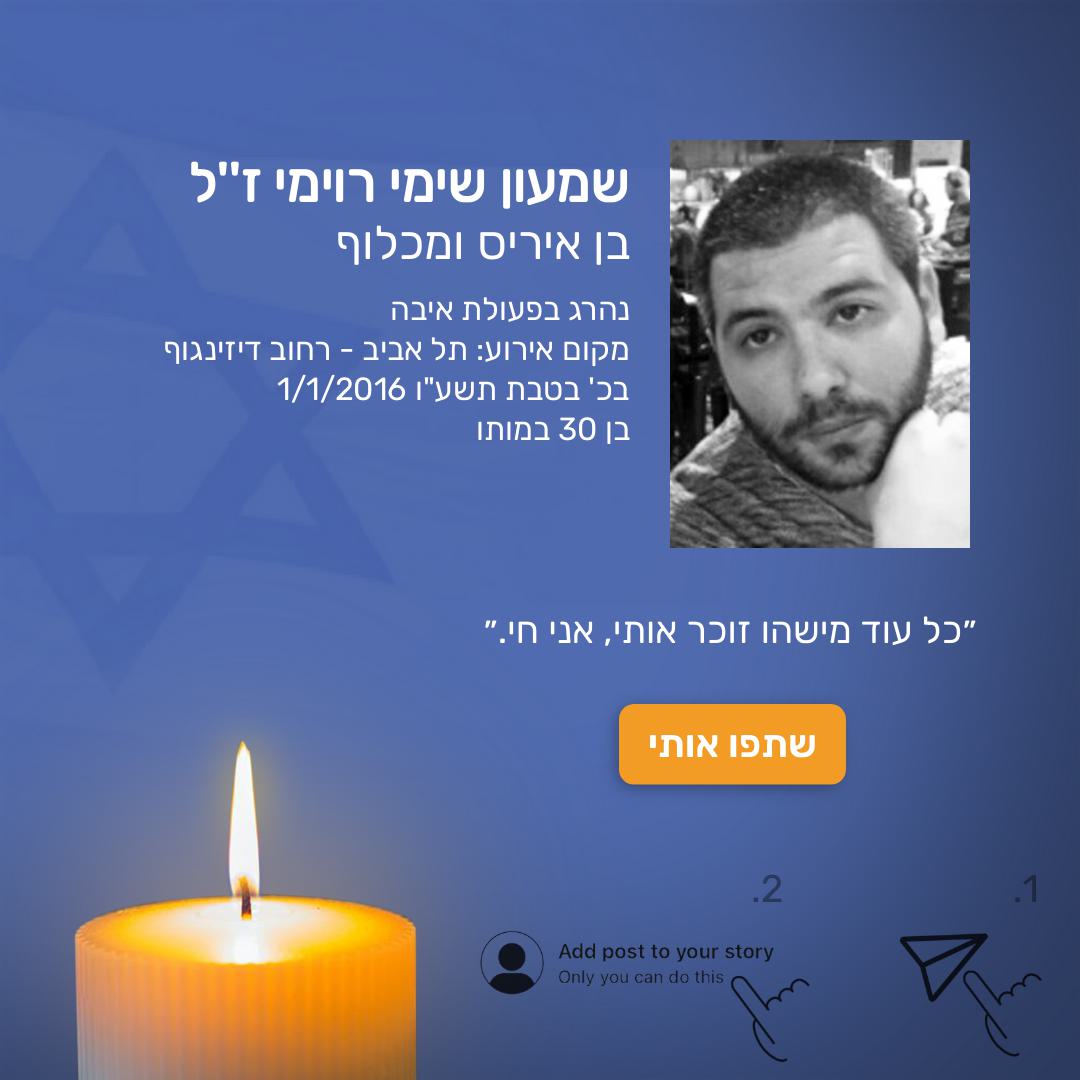 שמעון שימי רוימי ז''ל
בן איריס ומכלוף
נהרג בפעולת איבה
מקום אירוע: תל אביב - רחוב דיזינגוף
בכ' בטבת תשע"ו 1/1/2016
בן 30 במותו
״כל עוד מישהו זוכר אותי, אני חי.״
שתפו אותי
1.
2.
Add post to your story
Only you can do this